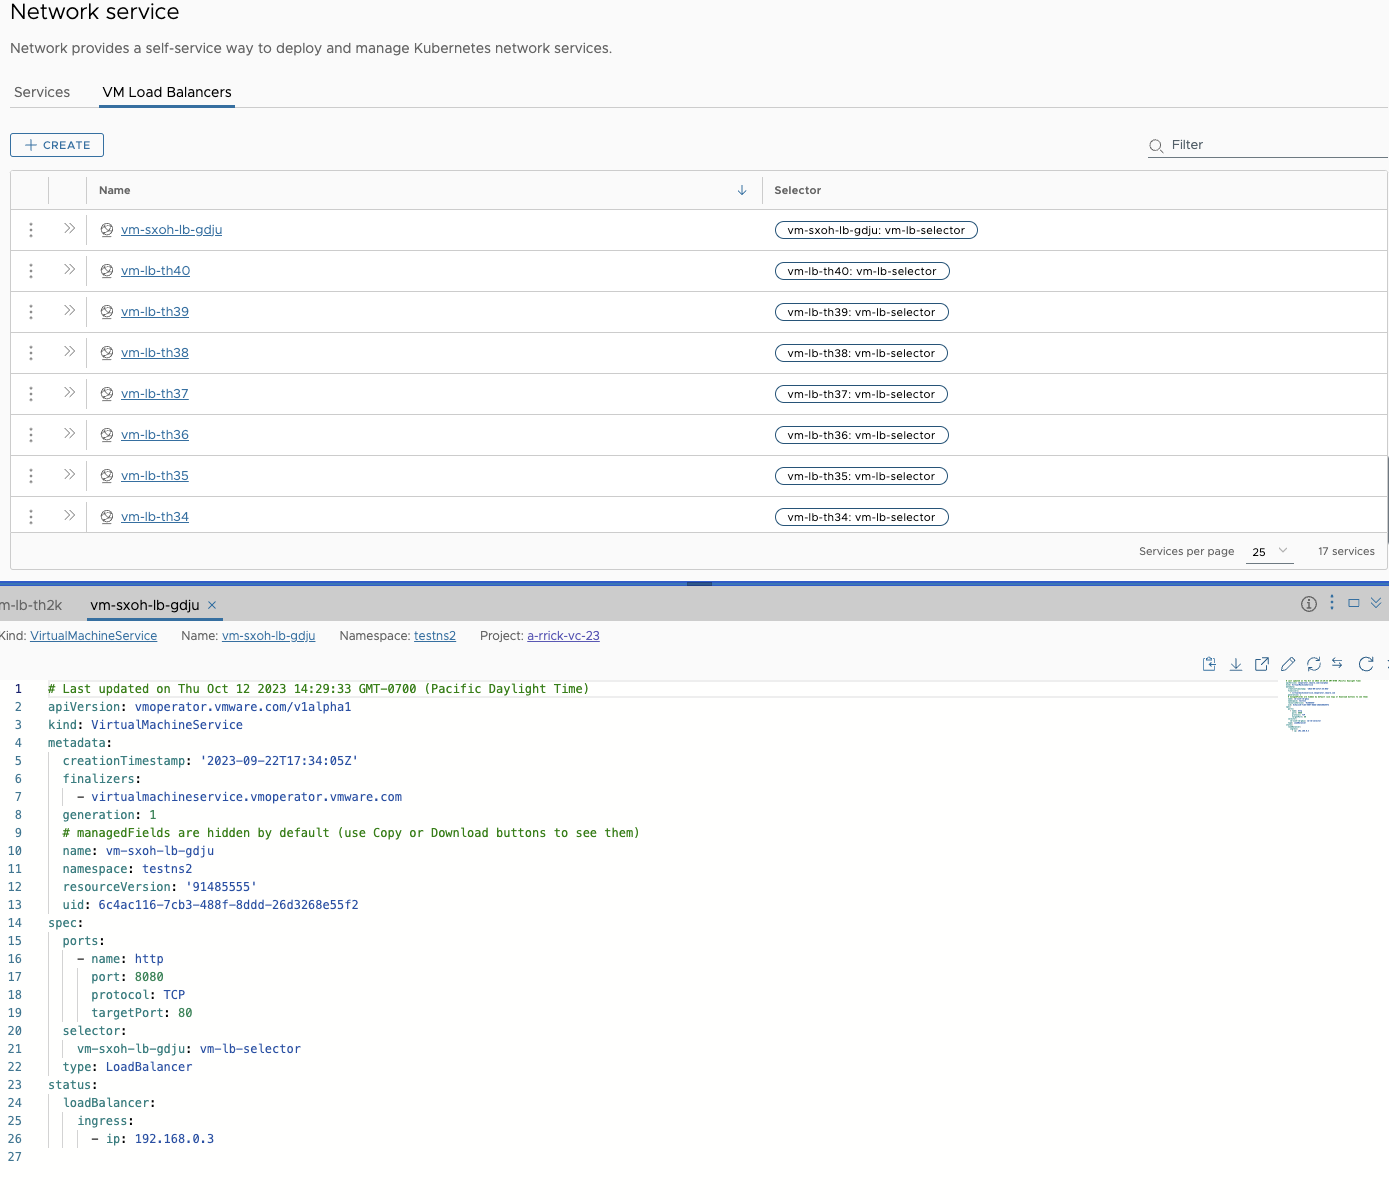 Network service
Network provides a self-service way to deploy and manage Kubernetes network services.
Services VM Load Balancers
CREATE
Filter
Name Selector
vm-sxoh-lb-gdju vm-sxoh-lb-gdju: vm-lb-selector
vm-lb-th40 vm-lb-th40: vm-lb-selector
vm-lb-th39 vm-lb-th39: vm-lb-selector
vm-lb-th38 vm-lb-th38: vm-lb-selector
vm-lb-th37 vm-lb-th37: vm-lb-selector
vm-lb-th36 vm-lb-th36: vm-lb-selector
vm-lb-th35 vm-lb-th35: vm-lb-selector
vm-lb-th34 vm-lb-th34: vm-lb-selector
Services per page 25 17 services
m-lb-th2k vm-sxoh-lb-gdju ×
Kind: VirtualMachineService Name: vm-sxoh-lb-gdju Namespace: testns2 Project: a-rrick-vc-23
1 # Last updated on Thu Oct 12 2023 14:29:33 GMT-0700 (Pacific Daylight Time)
2 apiVersion: vmoperator.vmware.com/v1alpha1
3 kind: VirtualMachineService
4 metadata:
5 creationTimestamp: '2023-09-22T17:34:05Z'
6 finalizers:
7 - virtualmachineservice.vmoperator.vmware.com
8 generation: 1
9 # managedFields are hidden by default (use Copy or Download buttons to see them)
10 name: vm-sxoh-lb-gdju
11 namespace: testns2
12 resourceVersion: '91485555'
13 uid: 6c4ac116-7cb3-488f-8ddd-26d3268e55f2
14 spec:
15 ports:
16 - name: http
17 port: 8080
18 protocol: TCP
19 targetPort: 80
20 selector:
21 vm-sxoh-lb-gdju: vm-lb-selector
22 type: LoadBalancer
23 status:
24 loadBalancer:
25 ingress:
26 - ip: 192.168.0.3
27